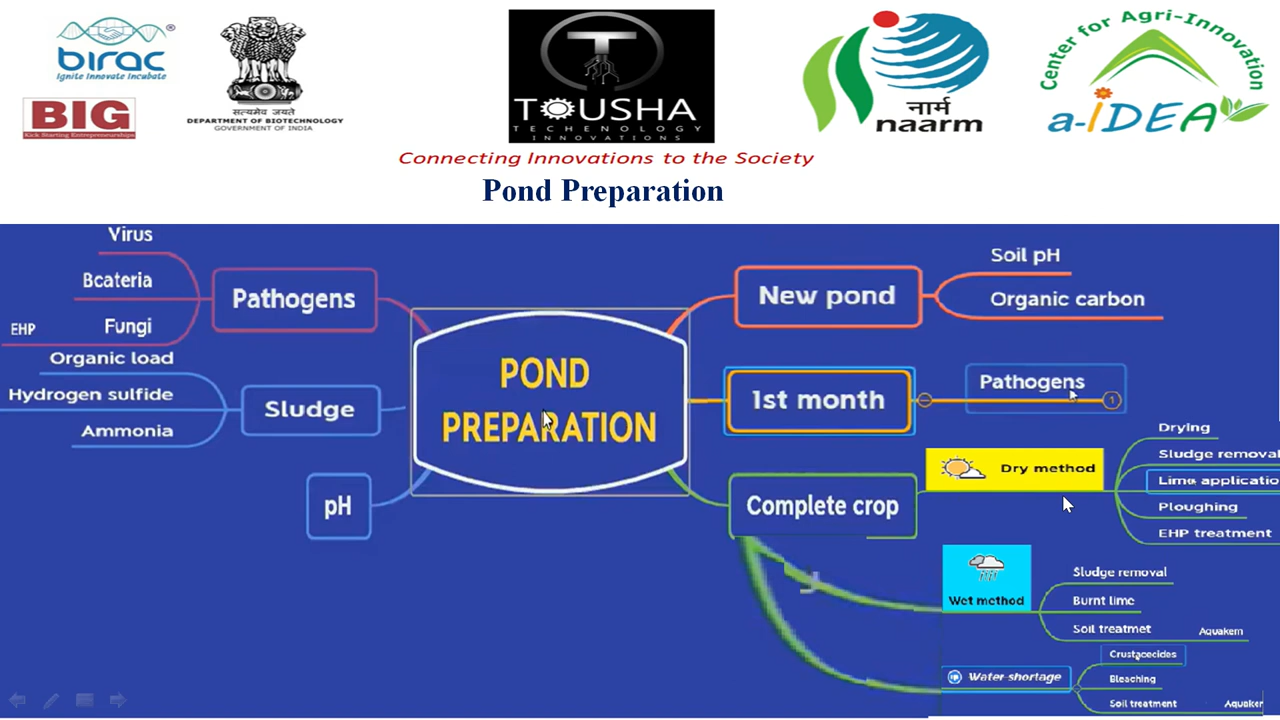 birac®
Ignite Innovate Incubate
BIG
Kick Starting Entrepreneurships
सत्यमेव जयते
DEPARTMENT OF BIOTECHNOLOGY
GOVERNMENT OF INDIA
T
TOUSHA
TECHENOLOGY
INNOVATIONS
नार्म
naarm
Center for Agri-Innovation
a-IDEA
Connecting Innovations to the Society
Pond Preparation
Virus
Bcateria
Fungi
EHP
Pathogens
Organic load
Hydrogen sulfide
Ammonia
Sludge
pH
POND
PREPARATION
New pond
Soil pH
Organic carbon
1st month
Pathogens
1
Complete crop
Dry method
Drying
Sludge removal
Lime applicatio
Ploughing
EHP treatment
Wet method
Sludge removal
Burnt lime
Soil treatmet
Aquakem
Water shortage
Crustacecides
Bleaching
Soil treatment
Aquaker